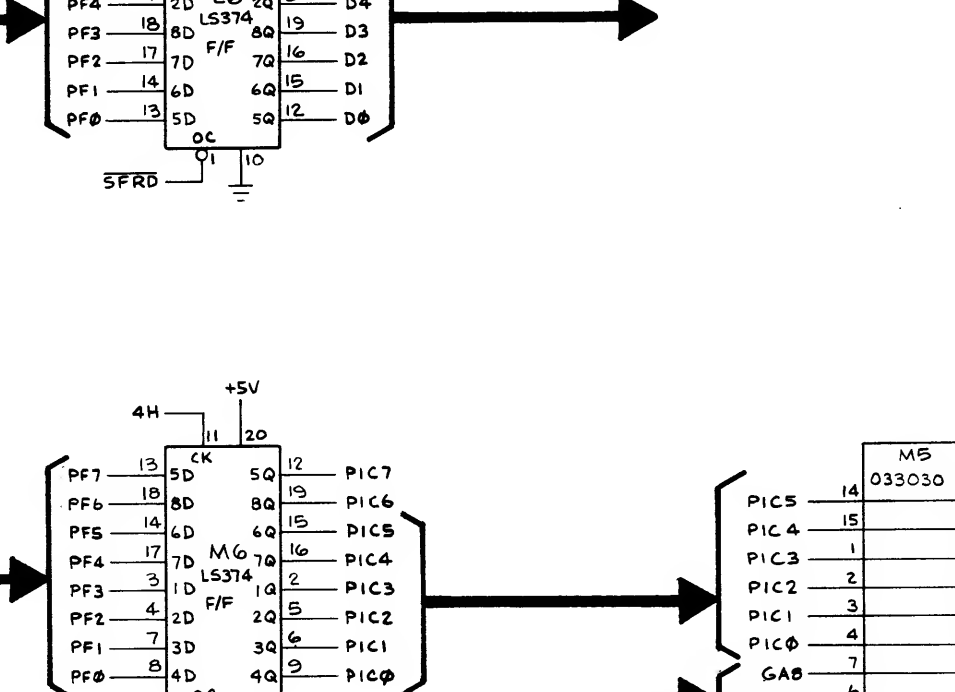 PF4 2D 2Q D4
PF3 18 8D LS374 8Q 19 D3
PF2 17 7D F/F 7Q 16 D2
PF1 14 6D 6Q 15 D1
PF0 13 5D 5Q 12 D0
OC
1 10
SFRD
+5V
4H
11 20
CK
PF7 13 5D 5Q 12 PIC7
PF6 18 8D 8Q 19 PIC6
PF5 14 6D 6Q 15 PIC5
PF4 17 7D M6 7Q 16 PIC4
PF3 3 1D LS374 1Q 2 PIC3
PF2 4 2D F/F 2Q 5 PIC2
PF1 7 3D 3Q 6 PIC1
PF0 8 4D 4Q 9 PIC0
M5
033030
PIC5 14
PIC4 15
PIC3 1
PIC2 2
PIC1 3
PIC0 4
GA8 7